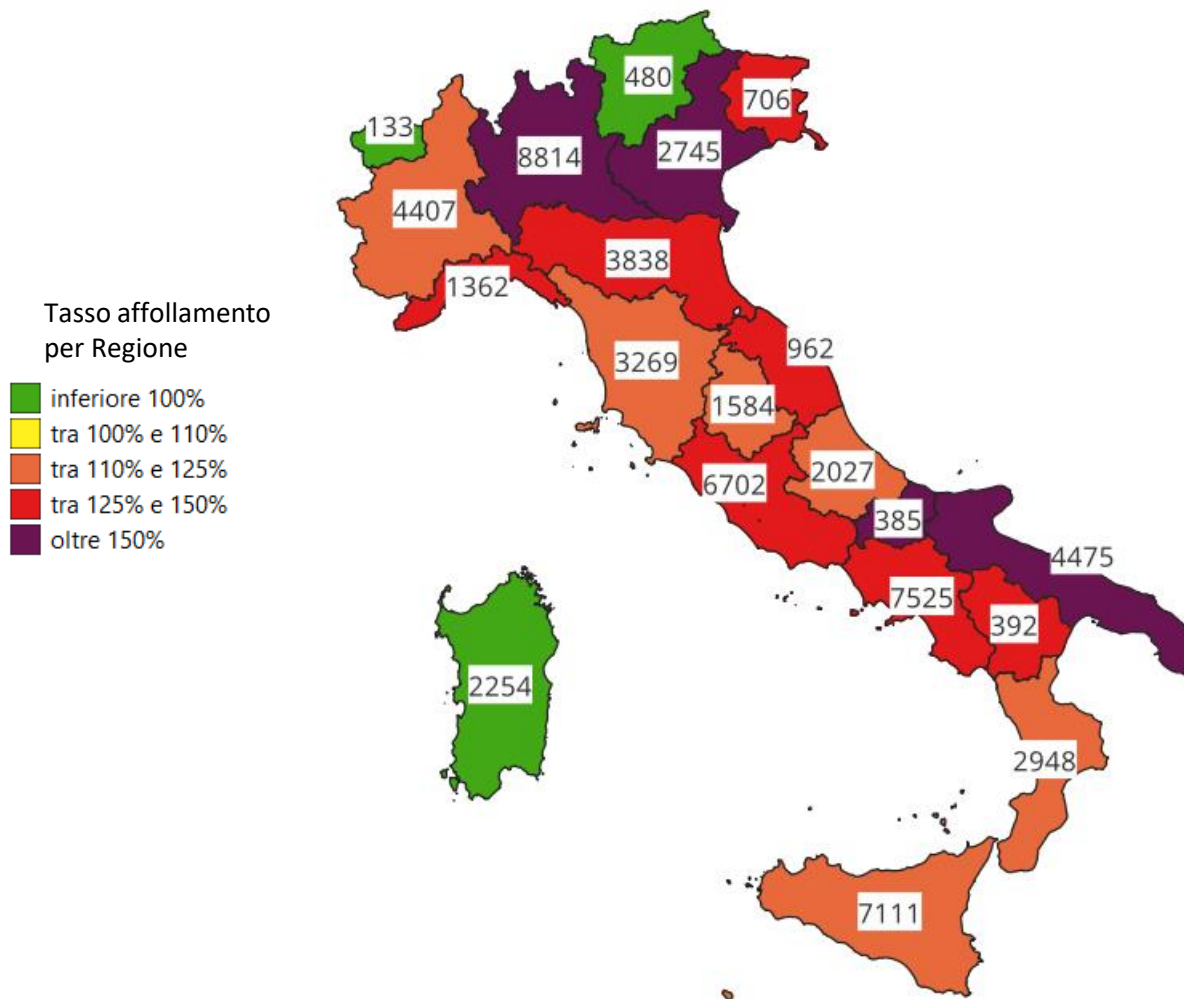 480
706
133
8814
2745
4407
3838
1362
962
3269
1584
6702
2027
385
4475
7525
392
2254
2948
7111
Tasso affollamento
per Regione
inferiore 100%
tra 100% e 110%
tra 110% e 125%
tra 125% e 150%
oltre 150%